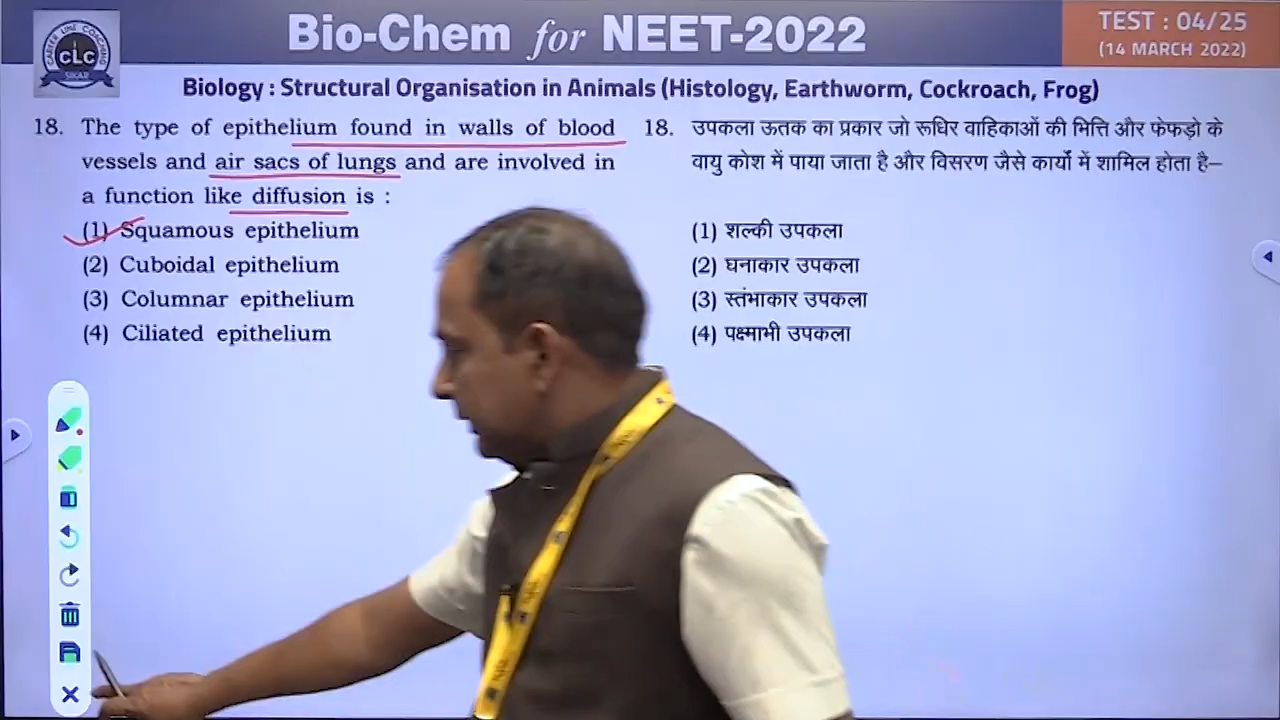 CAREER LINE COACHING
CLC
SIKAR
Bio-Chem for NEET-2022
TEST : 04/25
(14 MARCH 2022)
Biology : Structural Organisation in Animals (Histology, Earthworm, Cockroach, Frog)
18. The type of epithelium found in walls of blood
vessels and air sacs of lungs and are involved in
a function like diffusion is :
(1) Squamous epithelium
(2) Cuboidal epithelium
(3) Columnar epithelium
(4) Ciliated epithelium
18. उपकला ऊतक का प्रकार जो रूधिर वाहिकाओं की भित्ति और फेफड़ो के
वायु कोश में पाया जाता है और विसरण जैसे कार्यों में शामिल होता है–
(1) शल्की उपकला
(2) घनाकार उपकला
(3) स्तंभाकार उपकला
(4) पक्ष्माभी उपकला